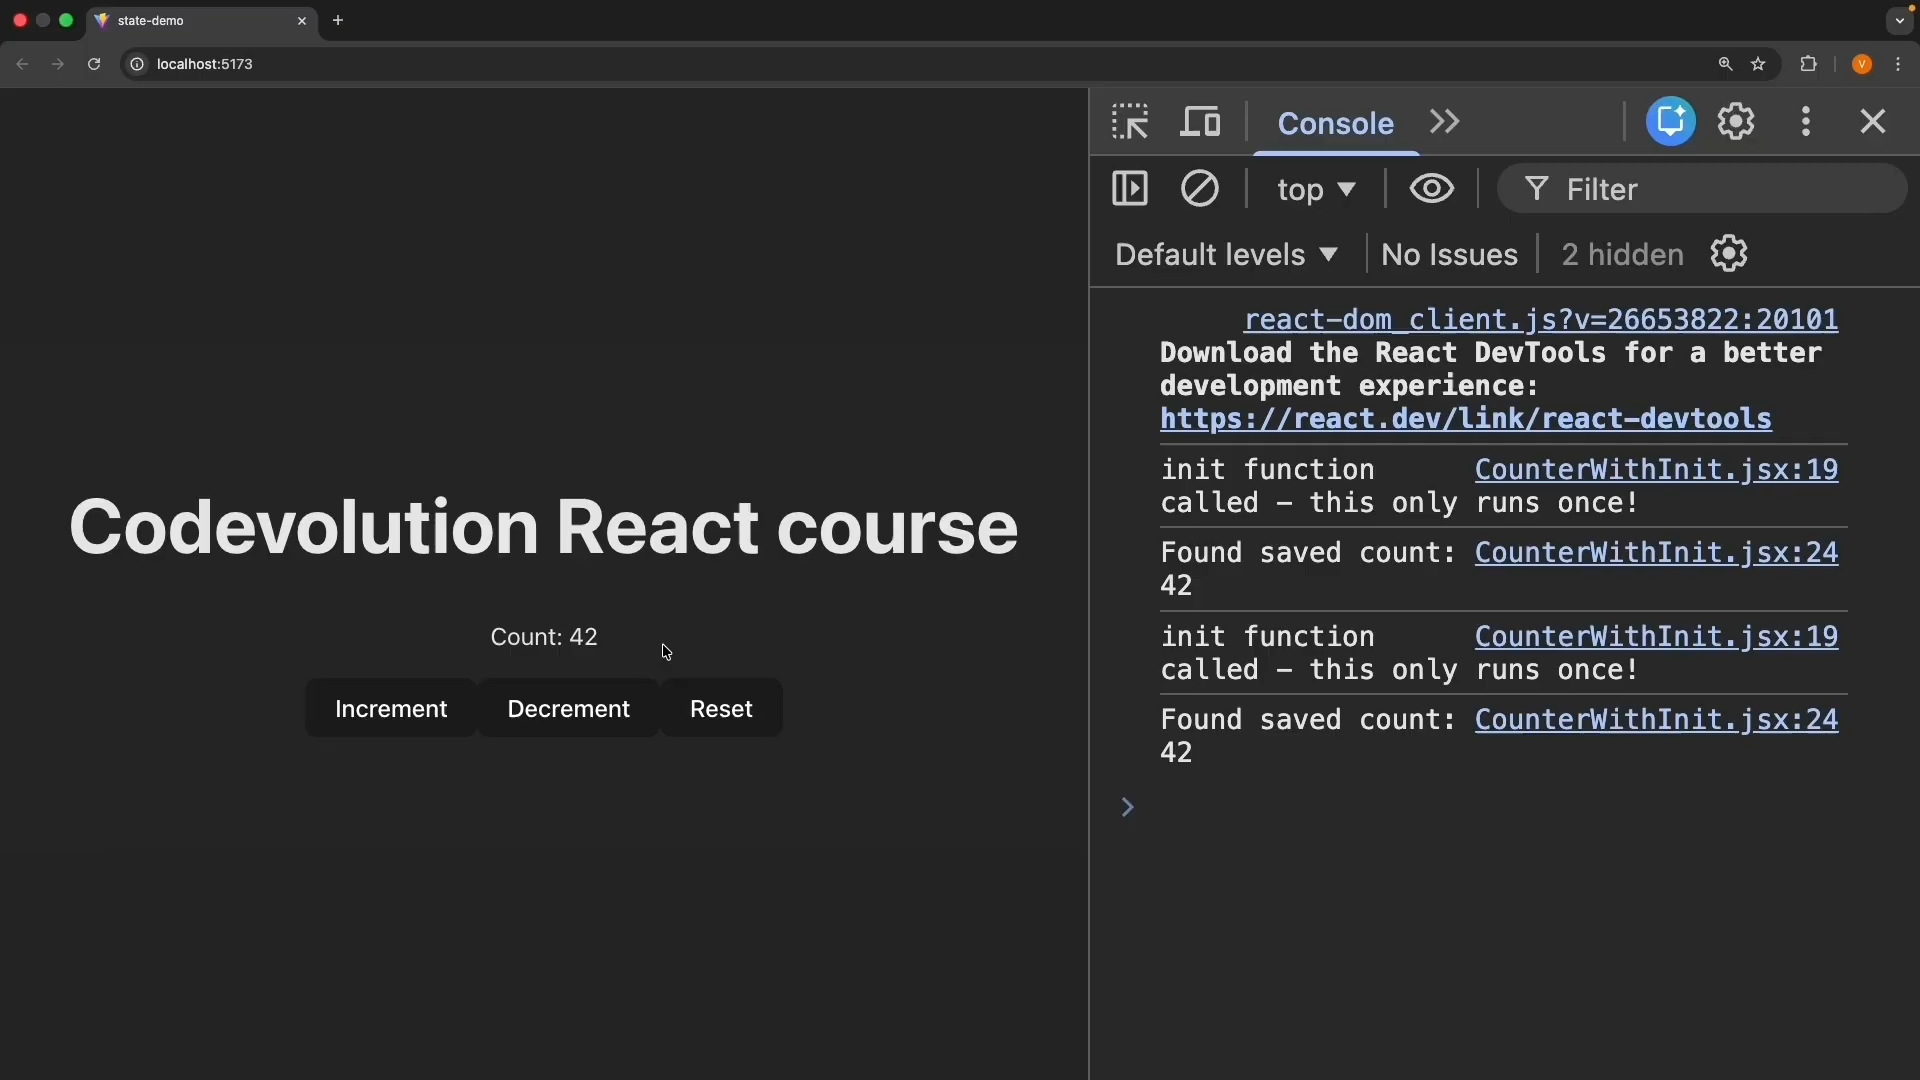 state-demo
localhost:5173
V
Codevolution React course
Count: 42
Increment Decrement Reset
Console
top
Filter
Default levels No Issues 2 hidden
react-dom_client.js?v=26653822:20101
Download the React DevTools for a better
development experience:
https://react.dev/link/react-devtools
init function CounterWithInit.jsx:19
called – this only runs once!
Found saved count: CounterWithInit.jsx:24
42
init function CounterWithInit.jsx:19
called – this only runs once!
Found saved count: CounterWithInit.jsx:24
42